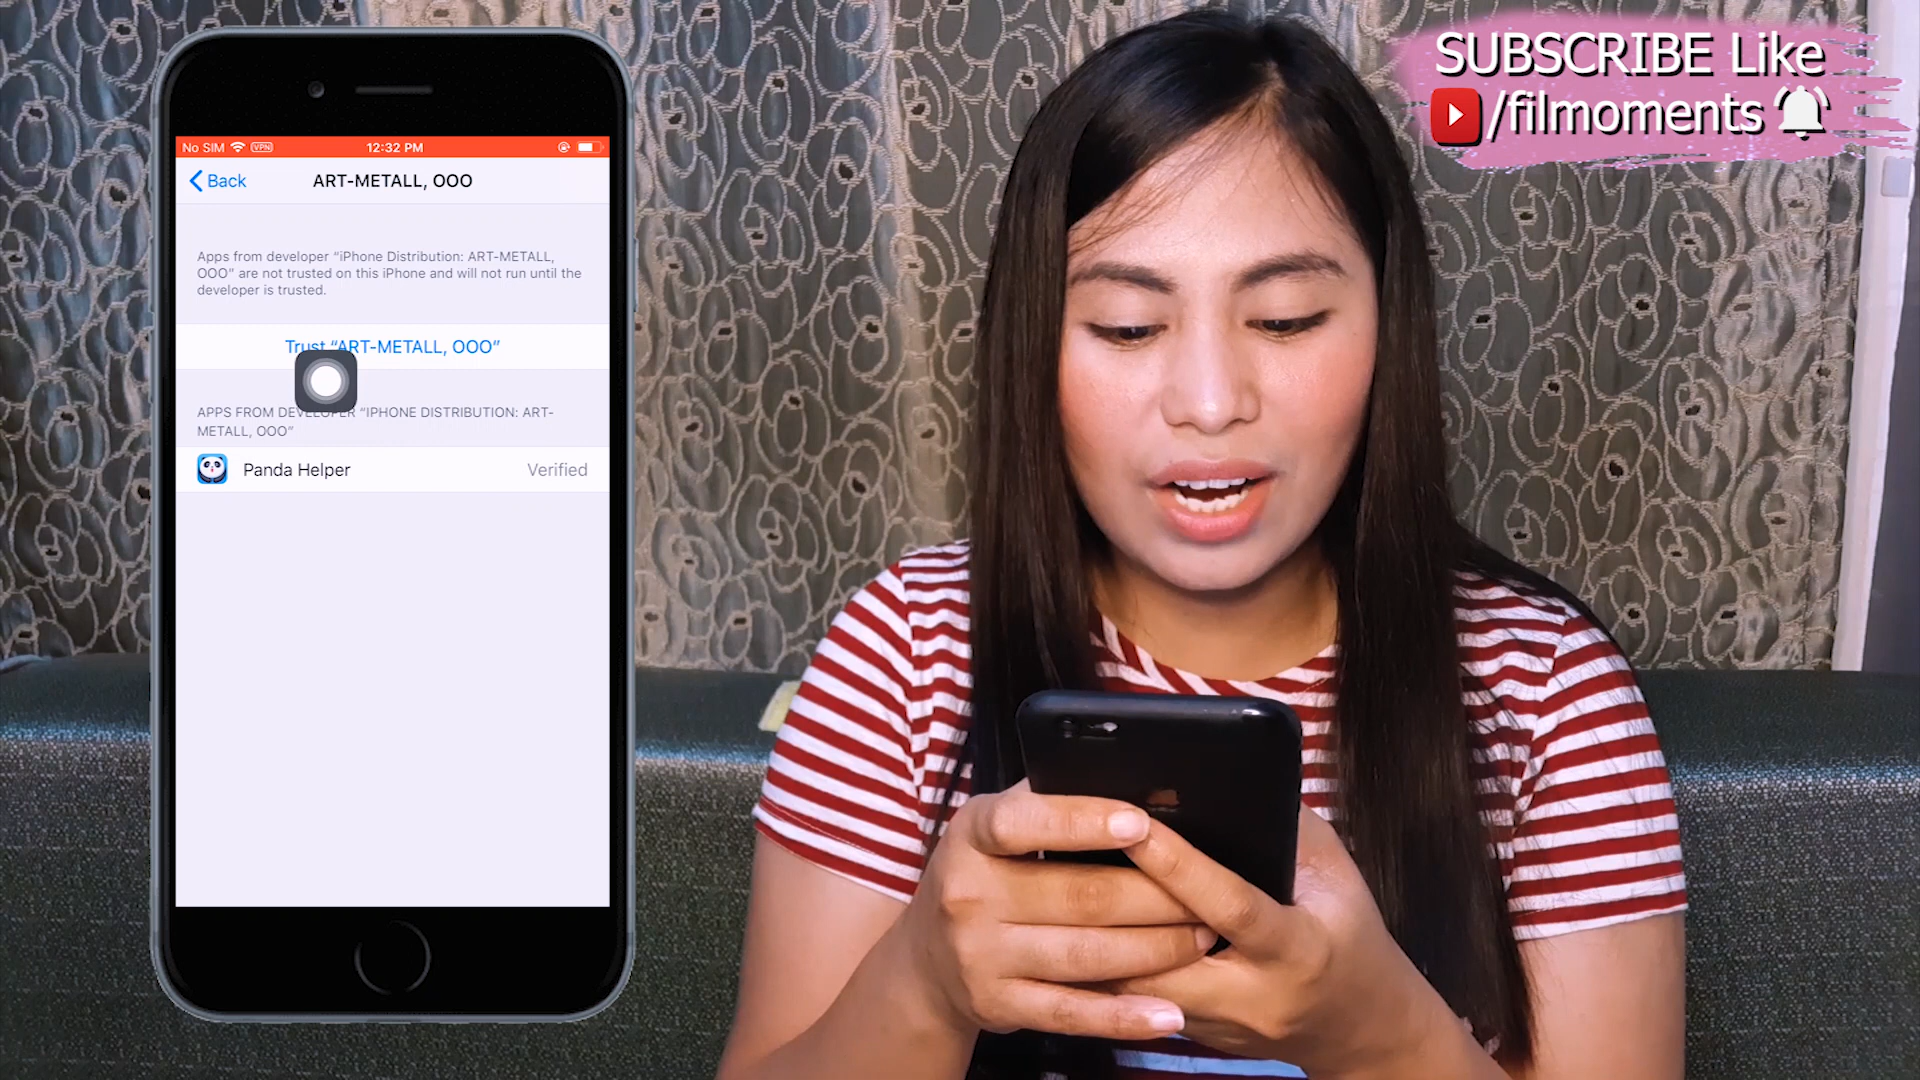 SUBSCRIBE Like
/filmoments
No SIM VPN 12:32 PM
Back ART-METALL, OOO
Apps from developer “iPhone Distribution: ART-METALL,
OOO” are not trusted on this iPhone and will not run until the
developer is trusted.
Trust “ART-METALL, OOO”
APPS FROM DEVELOPER “IPHONE DISTRIBUTION: ART-
METALL, OOO”
Panda Helper Verified